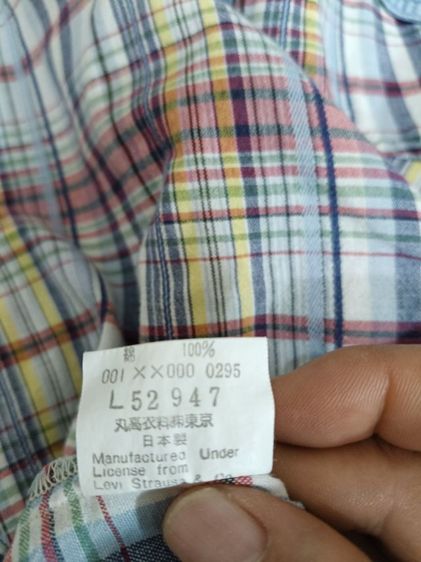 綿 100%
001××000 0295
L52947
丸高衣料㈱東京
日本製
Manufactured Under
License from
Levi Strauss & Co